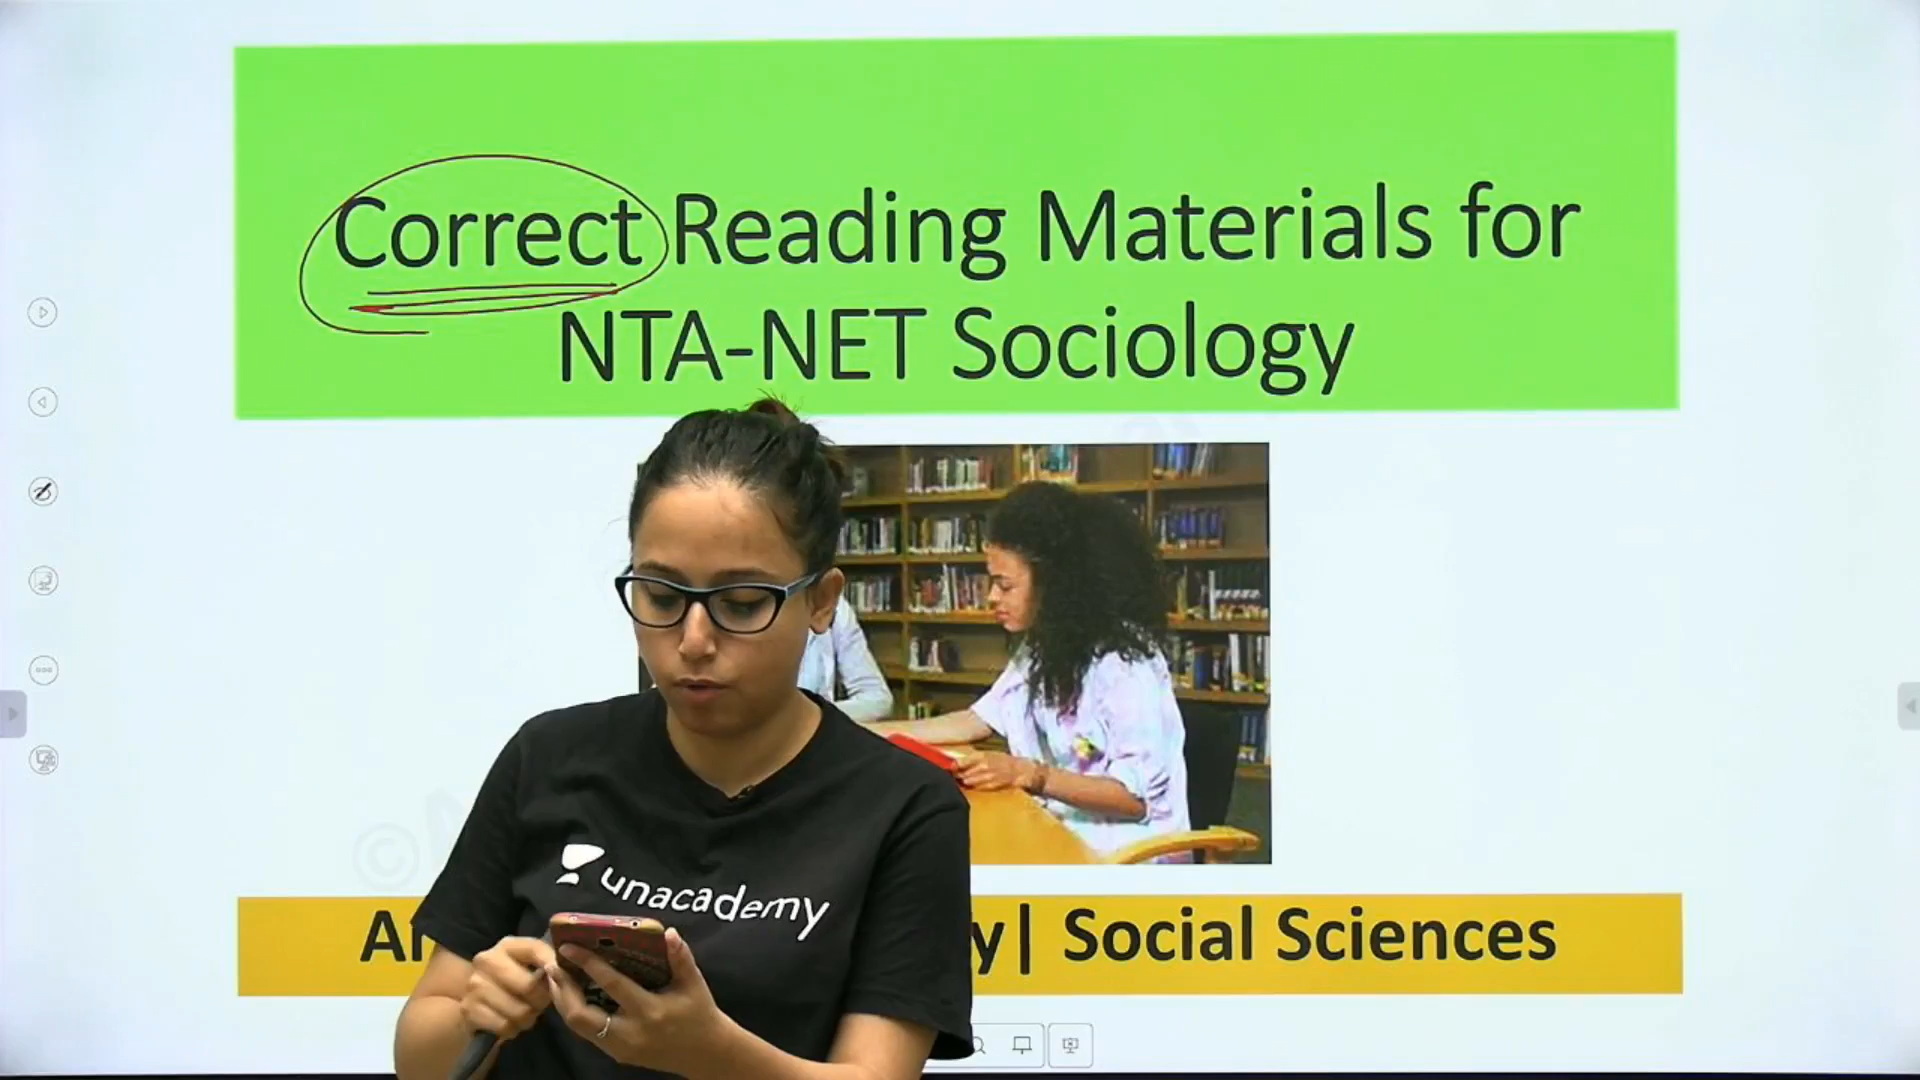 Correct Reading Materials for
NTA-NET Sociology
unacademy
| Social Sciences